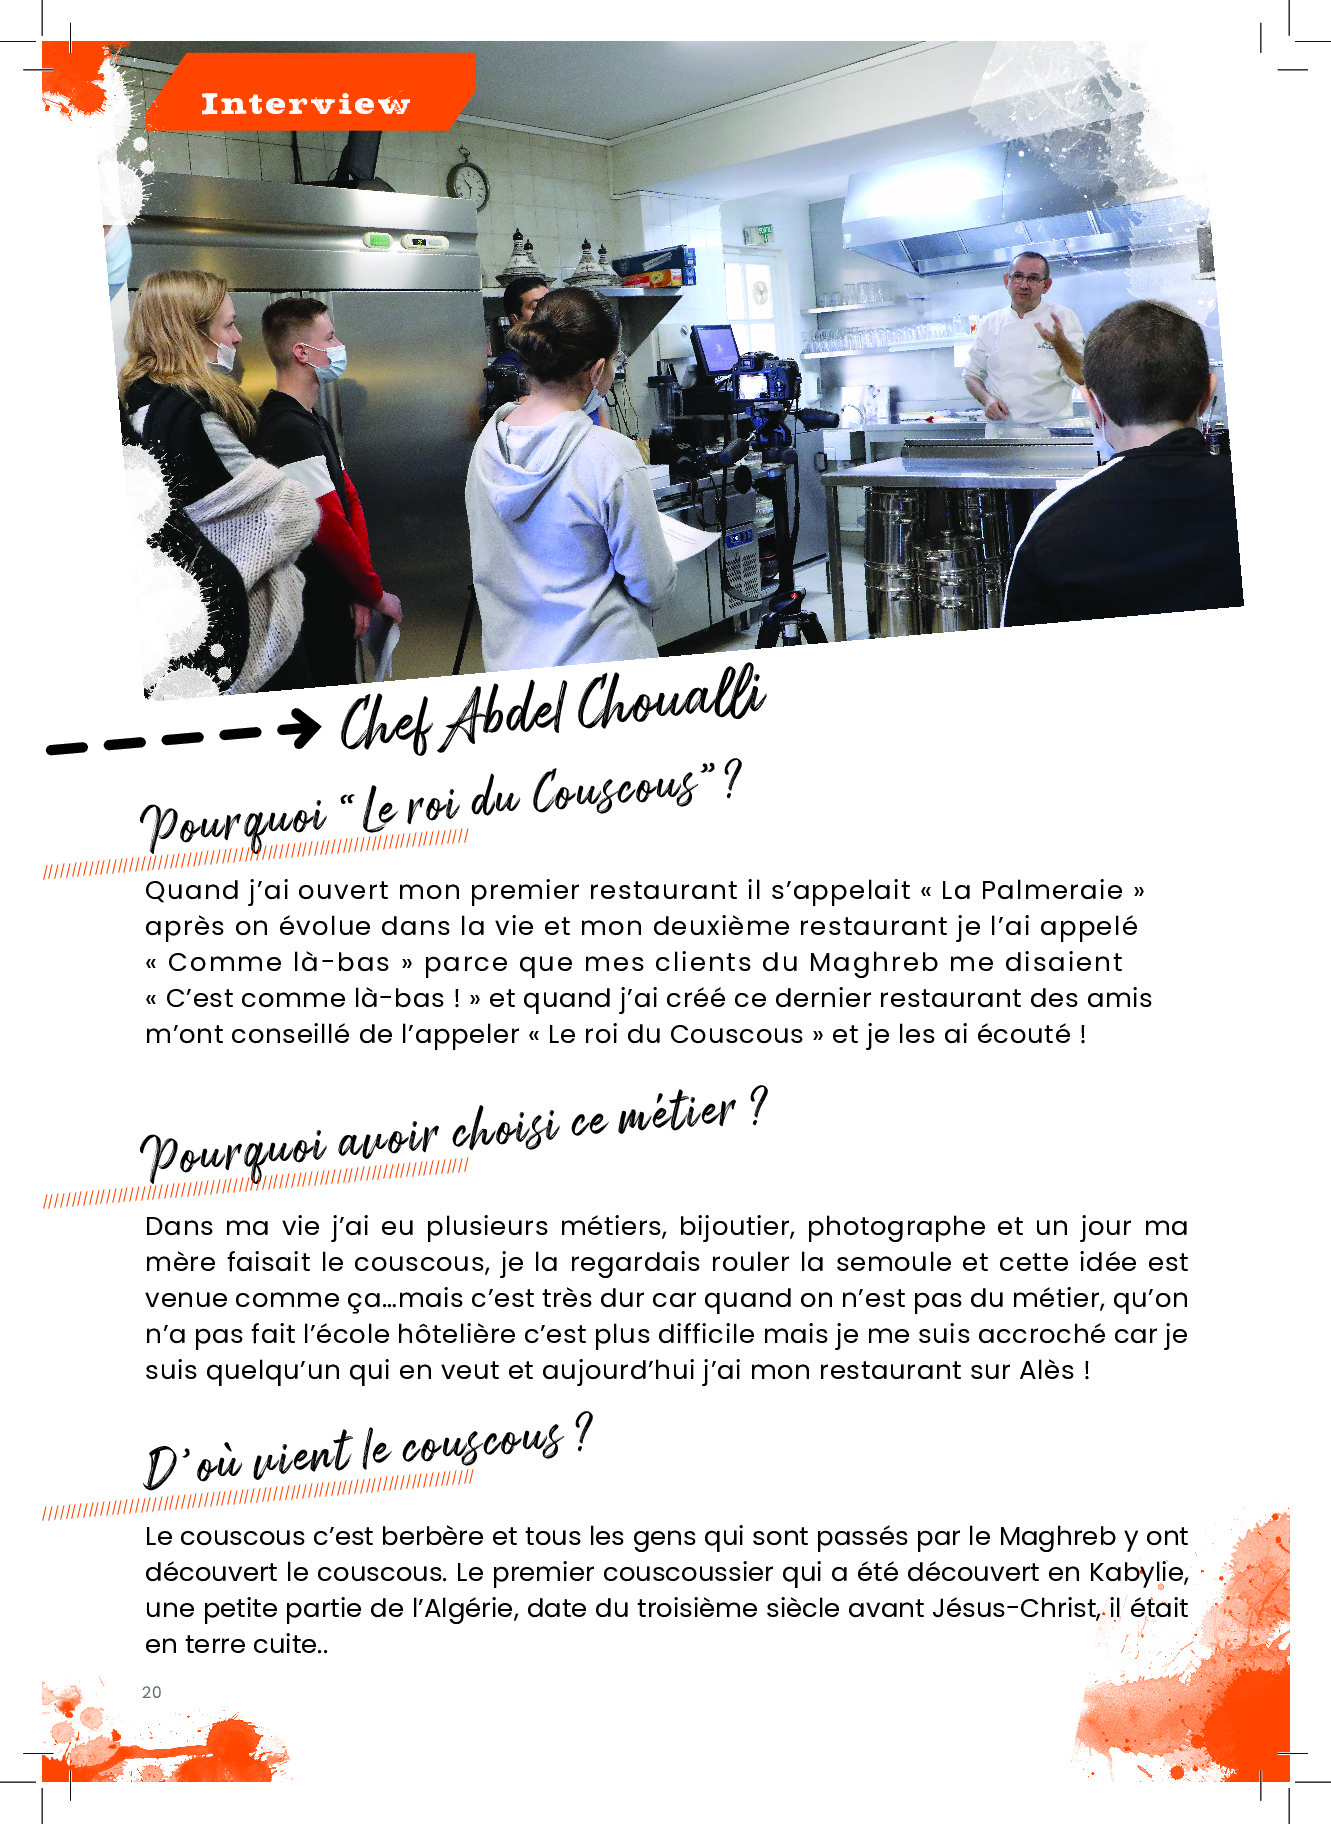 Interview
Chef Abdel Choualli
Pourquoi “Le roi du Couscous” ?
Quand j’ai ouvert mon premier restaurant il s’appelait « La Palmeraie »
après on évolue dans la vie et mon deuxième restaurant je l’ai appelé
« Comme là-bas » parce que mes clients du Maghreb me disaient
« C’est comme là-bas ! » et quand j’ai créé ce dernier restaurant des amis
m’ont conseillé de l’appeler « Le roi du Couscous » et je les ai écouté !
Pourquoi avoir choisi ce métier ?
Dans ma vie j’ai eu plusieurs métiers, bijoutier, photographe et un jour ma
mère faisait le couscous, je la regardais rouler la semoule et cette idée est
venue comme ça…mais c’est très dur car quand on n’est pas du métier, qu’on
n’a pas fait l’école hôtelière c’est plus difficile mais je me suis accroché car je
suis quelqu’un qui en veut et aujourd’hui j’ai mon restaurant sur Alès !
D’où vient le couscous ?
Le couscous c’est berbère et tous les gens qui sont passés par le Maghreb y ont
découvert le couscous. Le premier couscoussier qui a été découvert en Kabylie,
une petite partie de l’Algérie, date du troisième siècle avant Jésus-Christ, il était
en terre cuite..
20